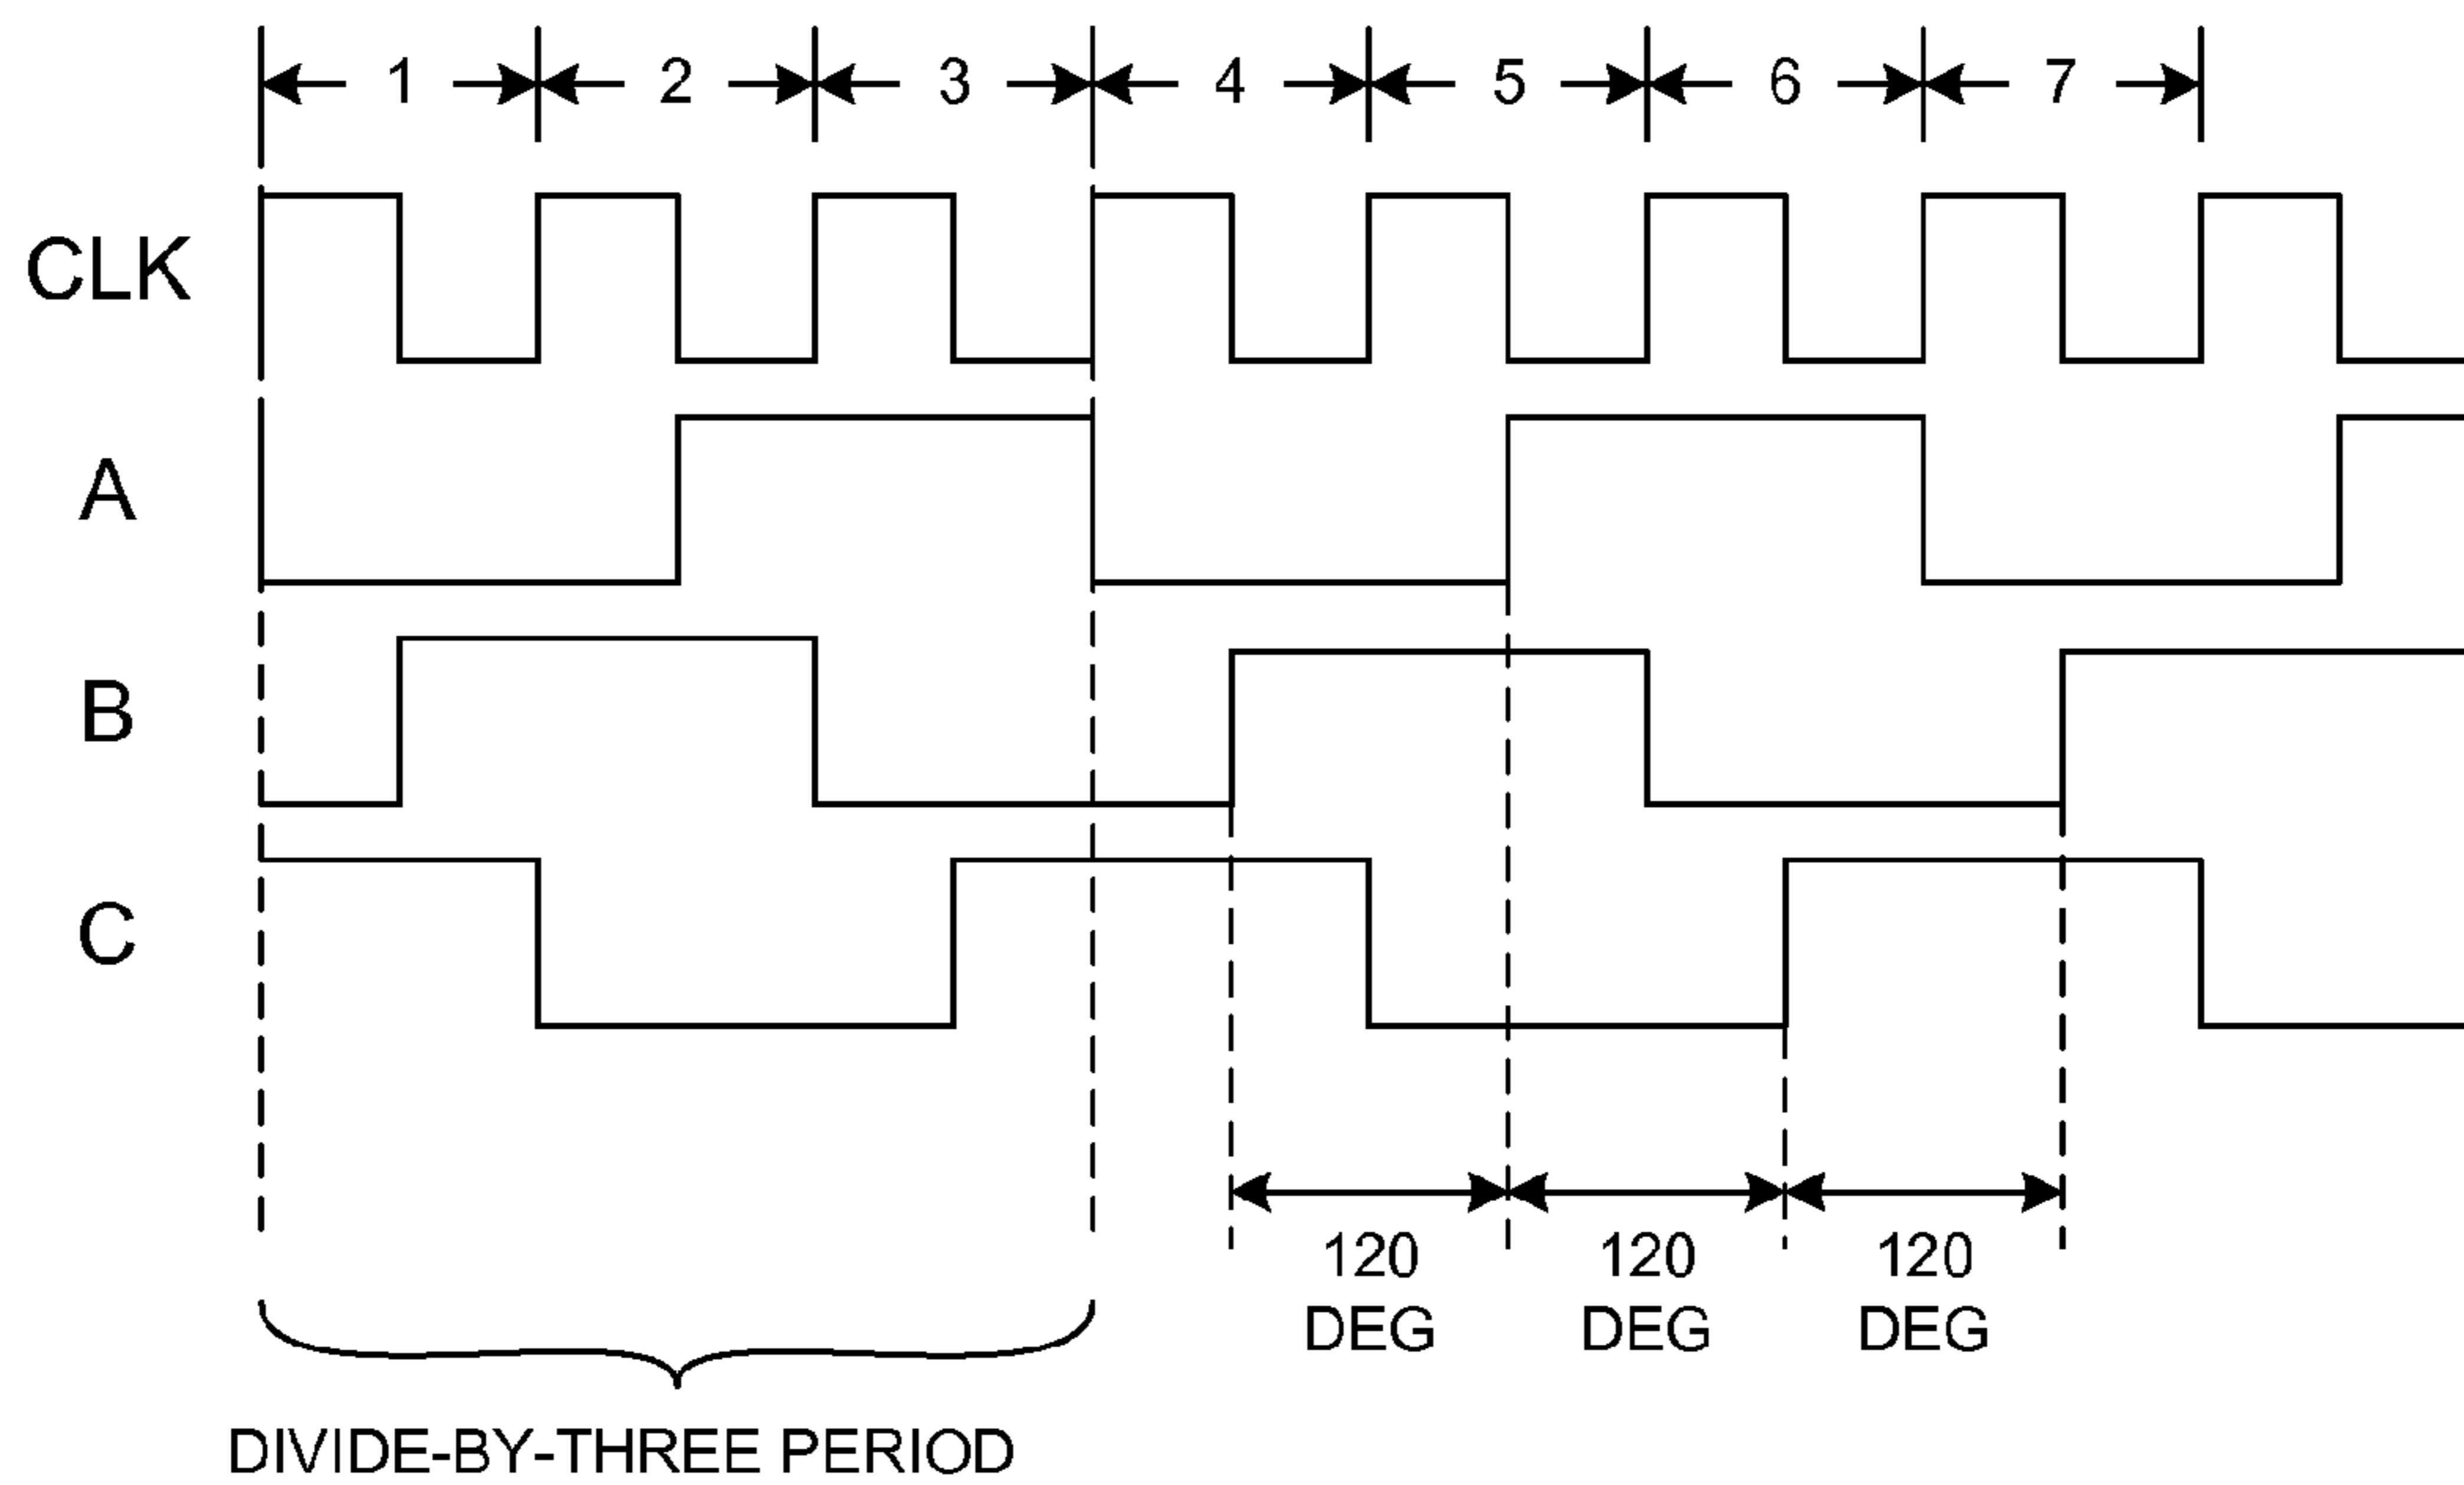 1 2 3 4 5 6 7
CLK
A
B
C
120 120 120
DEG DEG DEG
DIVIDE-BY-THREE PERIOD